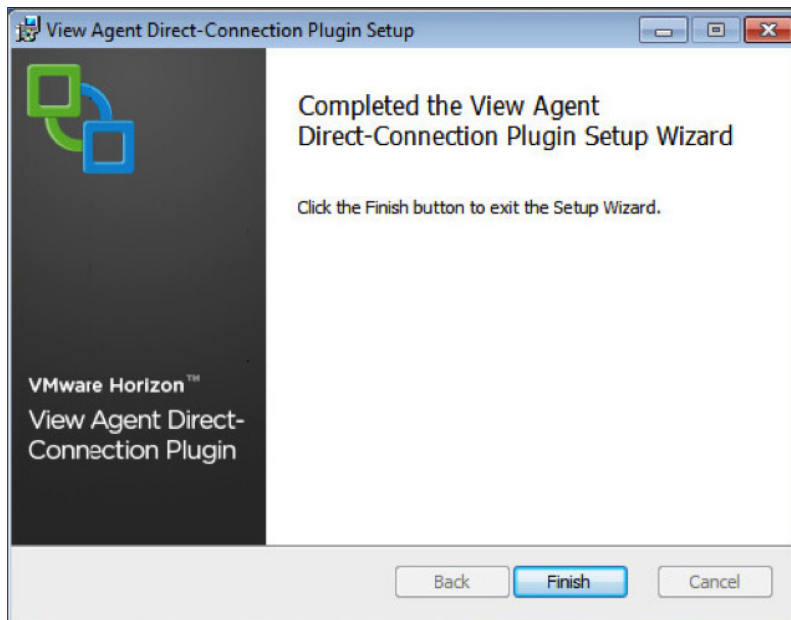 View Agent Direct-Connection Plugin Setup
Completed the View Agent
Direct-Connection Plugin Setup Wizard
Click the Finish button to exit the Setup Wizard.
VMware Horizon™
View Agent Direct-
Connection Plugin
Back Finish Cancel